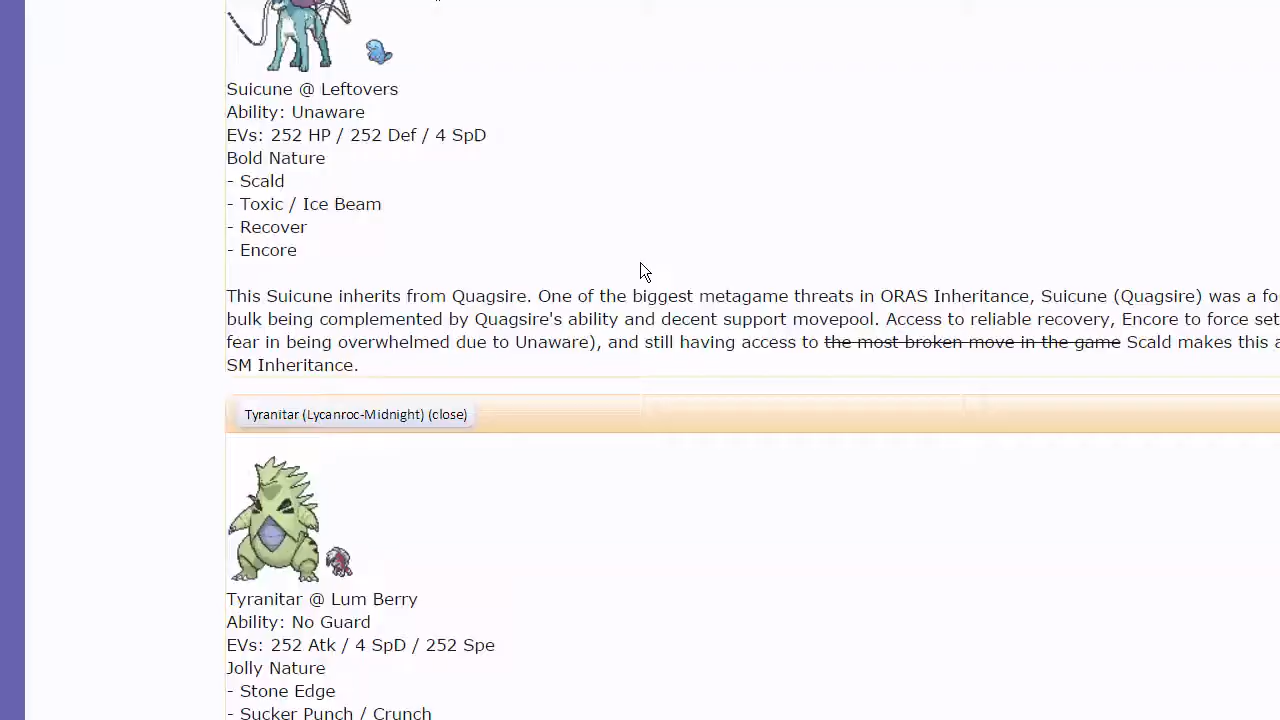 Suicune @ Leftovers
Ability: Unaware
EVs: 252 HP / 252 Def / 4 SpD
Bold Nature
- Scald
- Toxic / Ice Beam
- Recover
- Encore
This Suicune inherits from Quagsire. One of the biggest metagame threats in ORAS Inheritance, Suicune (Quagsire) was a fo
bulk being complemented by Quagsire's ability and decent support movepool. Access to reliable recovery, Encore to force set
fear in being overwhelmed due to Unaware), and still having access to the most broken move in the game Scald makes this a
SM Inheritance.
Tyranitar (Lycanroc-Midnight) (close)
Tyranitar @ Lum Berry
Ability: No Guard
EVs: 252 Atk / 4 SpD / 252 Spe
Jolly Nature
- Stone Edge
- Sucker Punch / Crunch